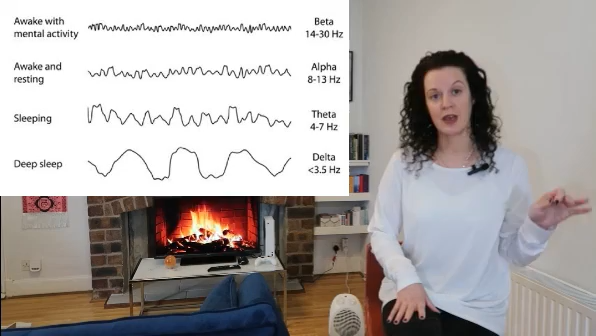 Awake with
mental activity
Beta
14-30 Hz
Awake and
resting
Alpha
8-13 Hz
Sleeping
Theta
4-7 Hz
Deep sleep
Delta
<3.5 Hz